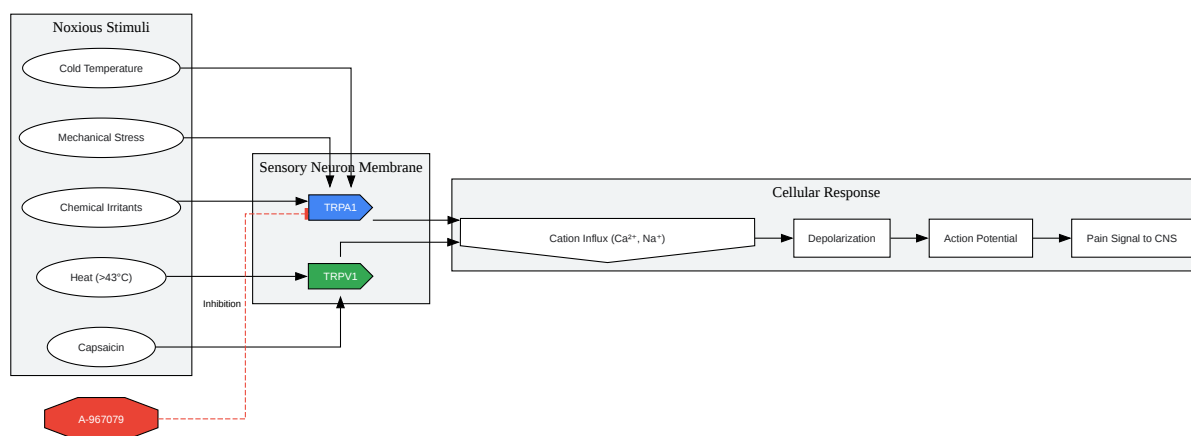 Noxious Stimuli
Cold Temperature
Mechanical Stress
Sensory Neuron Membrane
Cellular Response
Chemical Irritants
TRPA1
Cation Influx (Ca²⁺, Na⁺)
Depolarization
Action Potential
Pain Signal to CNS
Heat (>43°C)
TRPV1
Inhibition
Capsaicin
A-967079